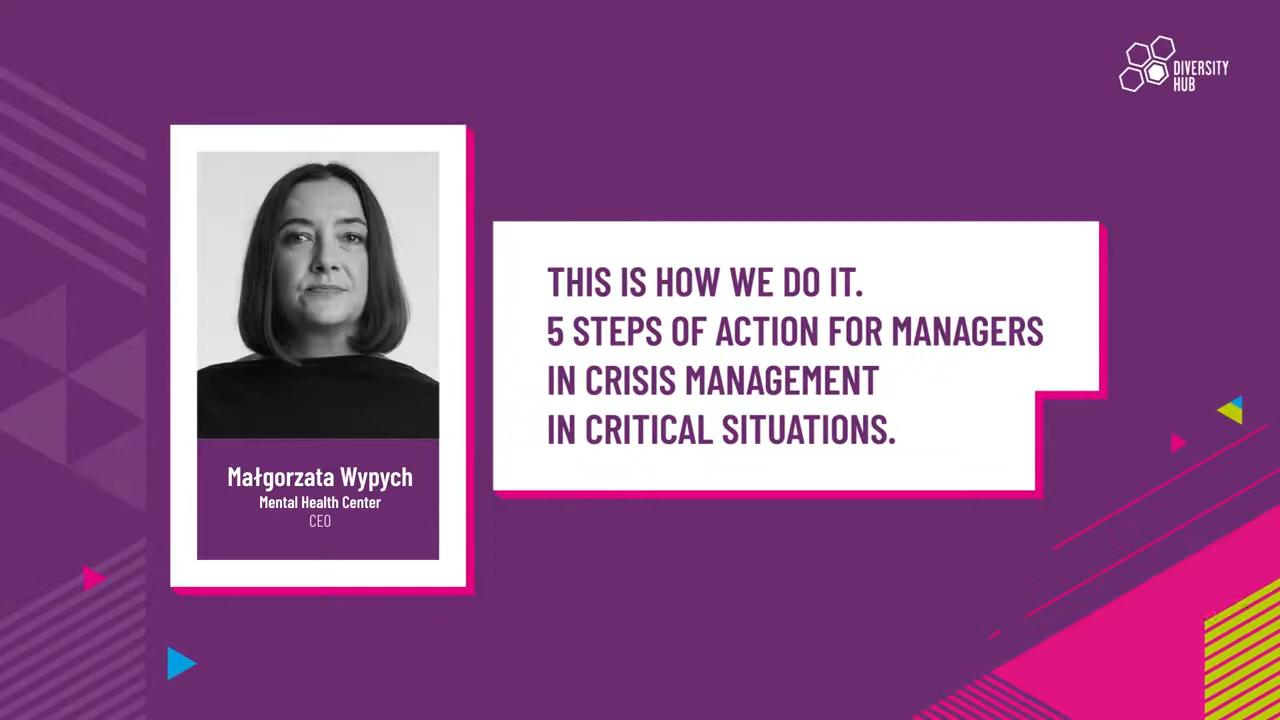 DIVERSITY
HUB
THIS IS HOW WE DO IT.
5 STEPS OF ACTION FOR MANAGERS
IN CRISIS MANAGEMENT
IN CRITICAL SITUATIONS.
Małgorzata Wypych
Mental Health Center
CEO